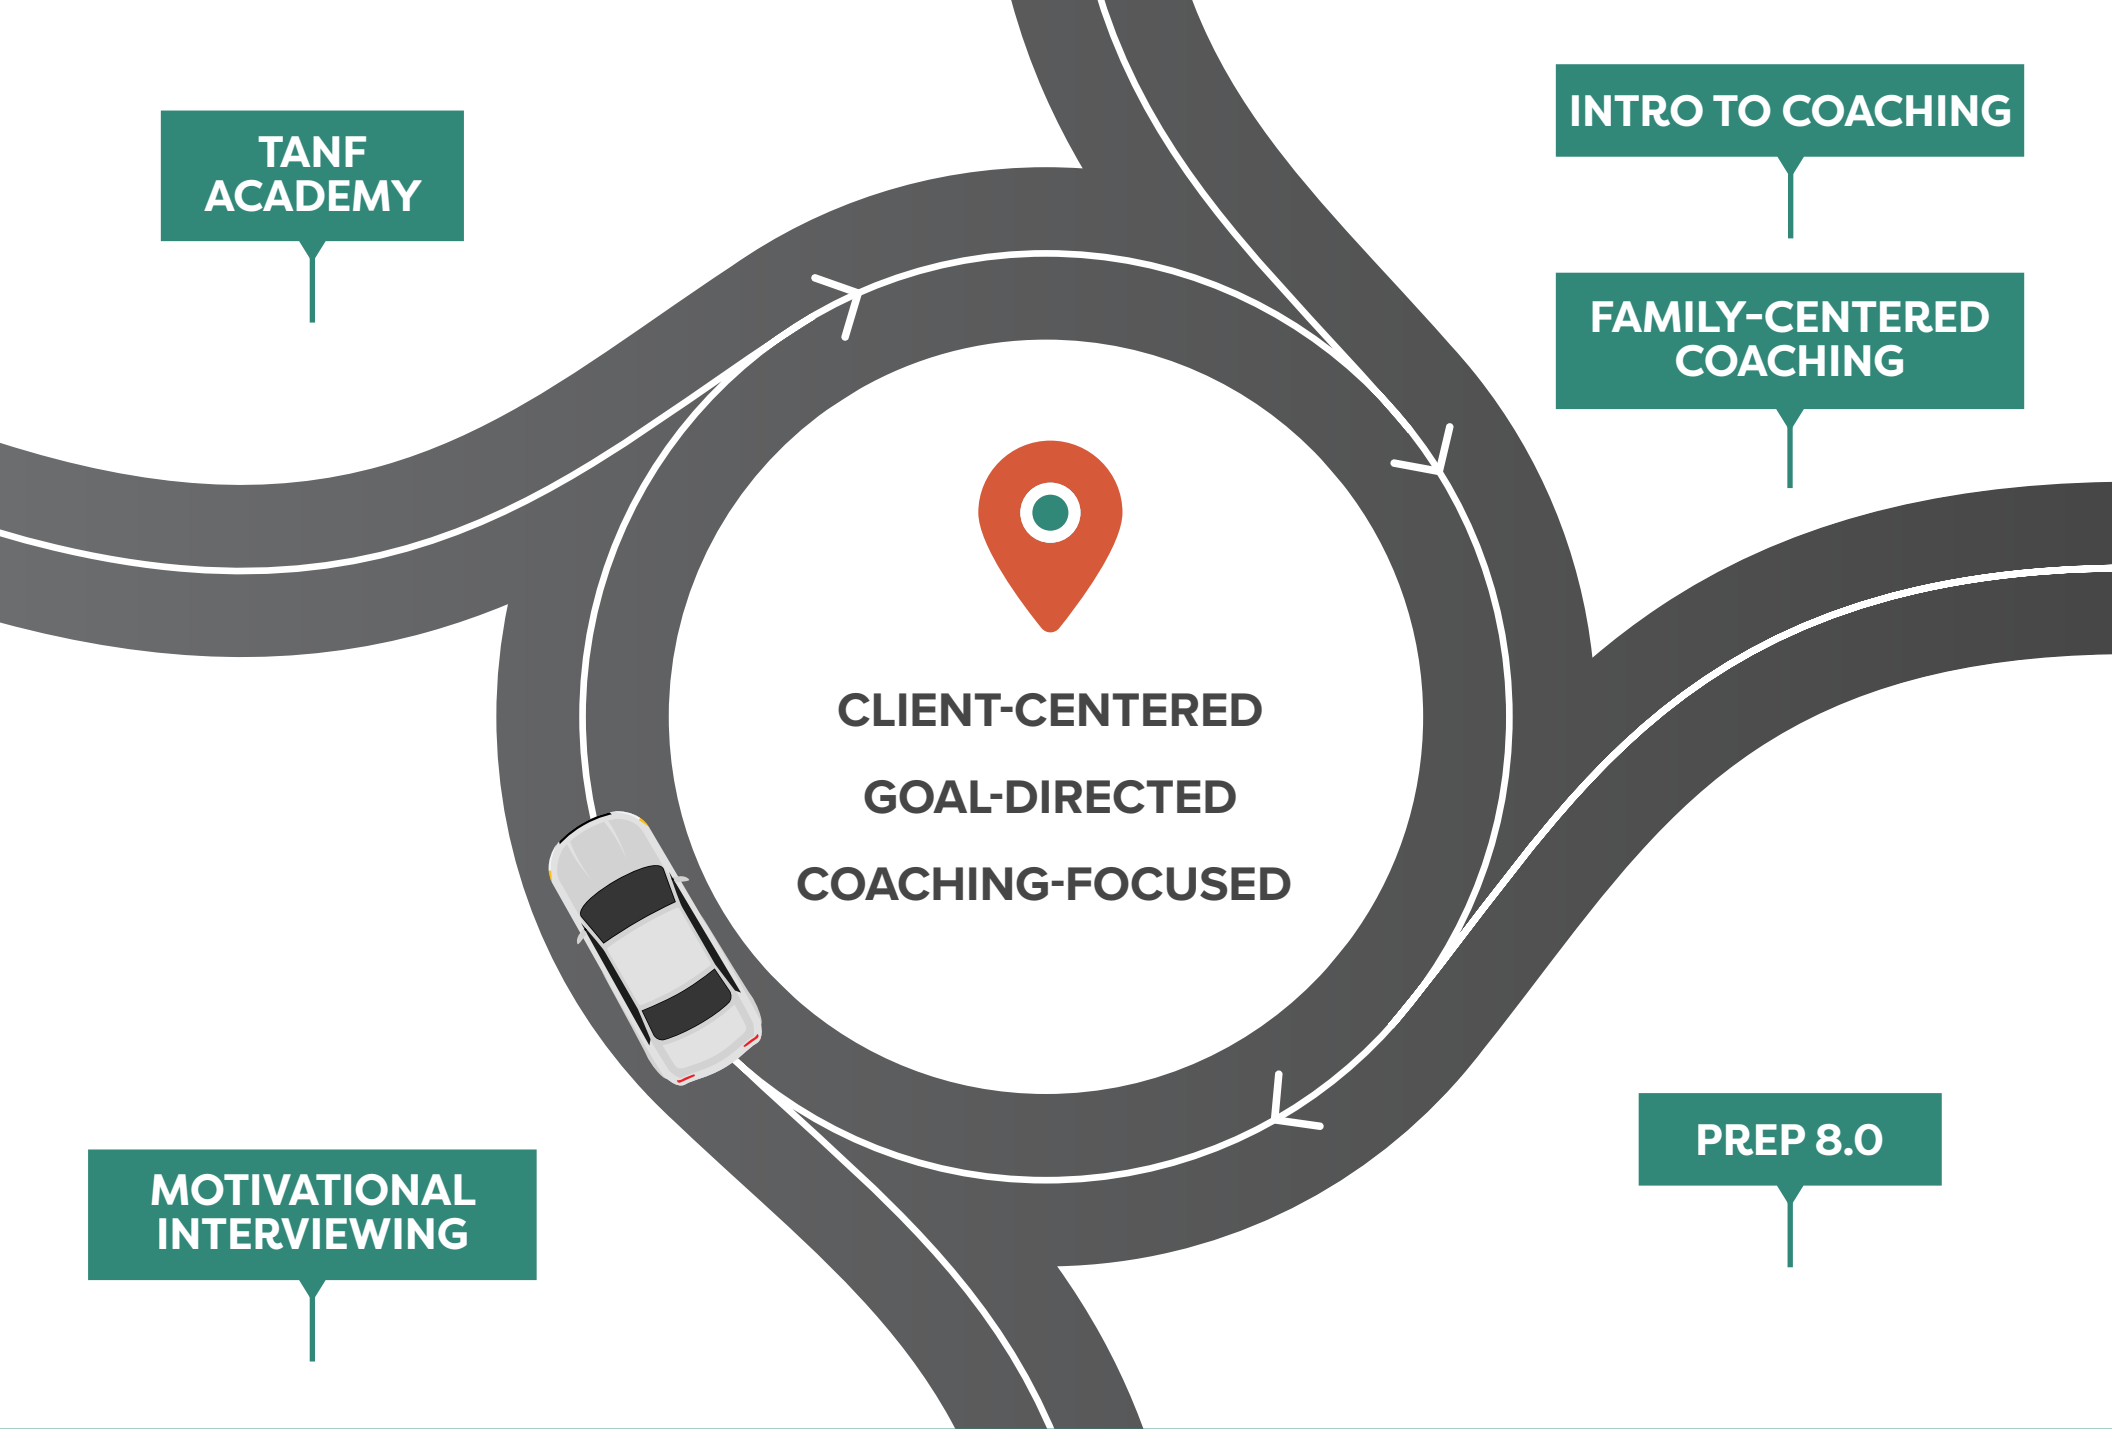 TANF
ACADEMY
INTRO TO COACHING
FAMILY-CENTERED
COACHING
CLIENT-CENTERED
GOAL-DIRECTED
COACHING-FOCUSED
MOTIVATIONAL
INTERVIEWING
PREP 8.0